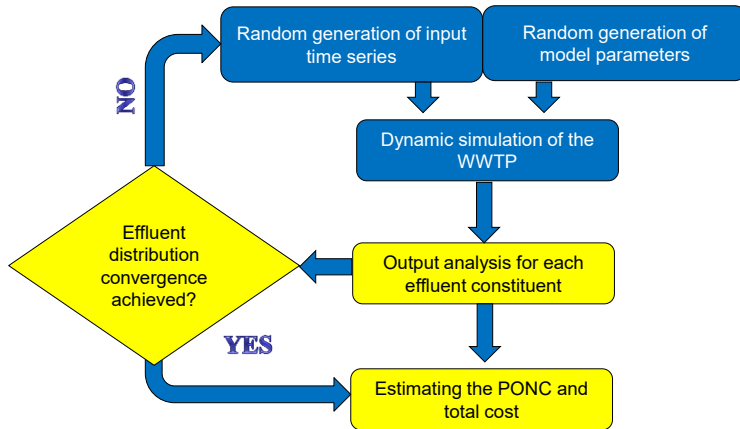 Random generation of input
time series
Random generation of
model parameters
NO
Dynamic simulation of the
WWTP
Effluent
distribution
convergence
achieved?
Output analysis for each
effluent constituent
YES
Estimating the PONC and
total cost